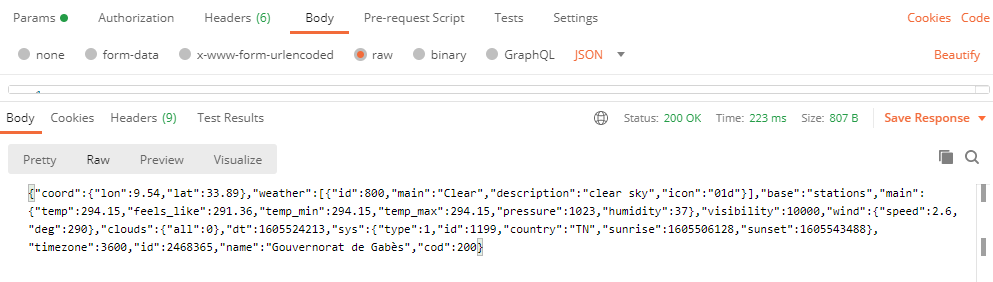 Params Authorization Headers (6) Body Pre-request Script Tests Settings Cookies Code
none form-data x-www-form-urlencoded raw binary GraphQL JSON Beautify
Body Cookies Headers (9) Test Results Status: 200 OK Time: 223 ms Size: 807 B Save Response
Pretty Raw Preview Visualize
{"coord":{"lon":9.54,"lat":33.89},"weather":[{"id":800,"main":"Clear","description":"clear sky","icon":"01d"}],"base":"stations","main":
{"temp":294.15,"feels_like":291.36,"temp_min":294.15,"temp_max":294.15,"pressure":1023,"humidity":37},"visibility":10000,"wind":{"speed":2.6,
"deg":290},"clouds":{"all":0},"dt":1605524213,"sys":{"type":1,"id":1199,"country":"TN","sunrise":1605506128,"sunset":1605543488},
"timezone":3600,"id":2468365,"name":"Gouvernorat de Gabès","cod":200}